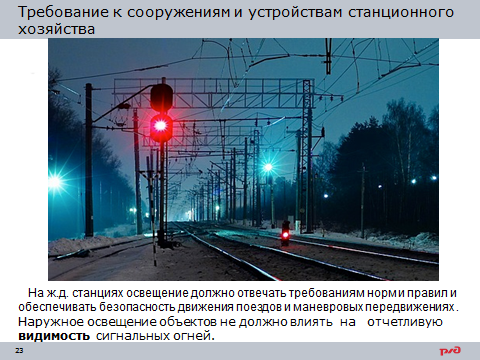 Требование к сооружениям и устройствам станционного
хозяйства
На ж.д. станциях освещение должно отвечать требованиям норм и правил и
обеспечивать безопасность движения поездов и маневровых передвижениях.
Наружное освещение объектов не должно влиять на отчетливую
видимость сигнальных огней.
23
ржд